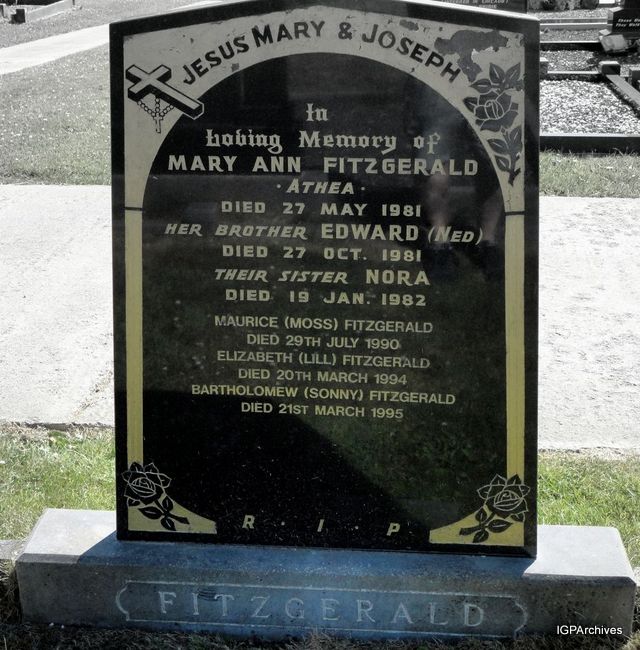 JESUS MARY & JOSEPH
In
Loving Memory of
MARY ANN FITZGERALD
· ATHEA ·
DIED 27 MAY 1981
HER BROTHER EDWARD (NED)
DIED 27 OCT. 1981
THEIR SISTER NORA
DIED 19 JAN. 1982
MAURICE (MOSS) FITZGERALD
DIED 29TH JULY 1990
ELIZABETH (LILL) FITZGERALD
DIED 20TH MARCH 1994
BARTHOLOMEW (SONNY) FITZGERALD
DIED 21ST MARCH 1995
R · I · P
FITZGERALD
IGPArchives